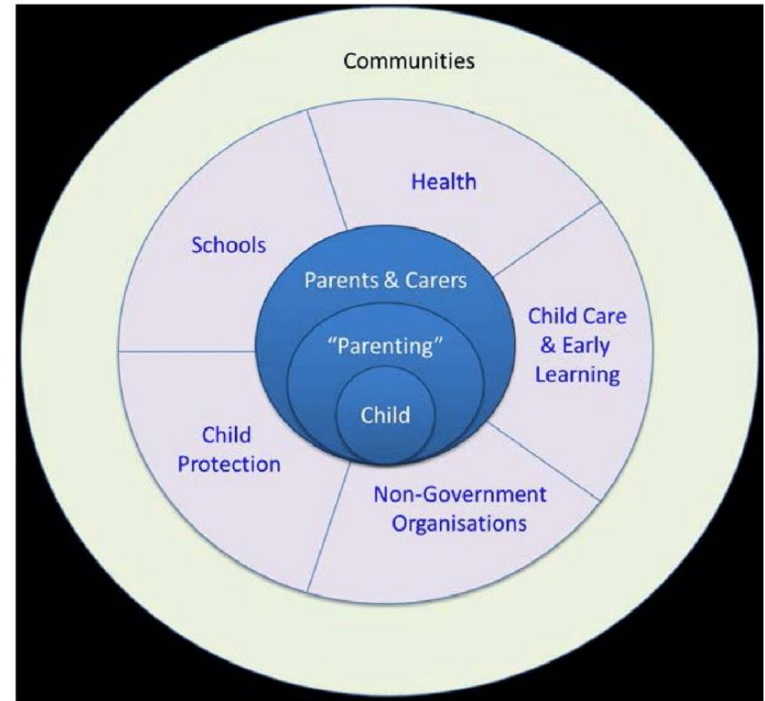 Communities
Health
Schools
Parents & Carers
Child Care
& Early
Learning
“Parenting”
Child
Child
Protection
Non-Government
Organisations